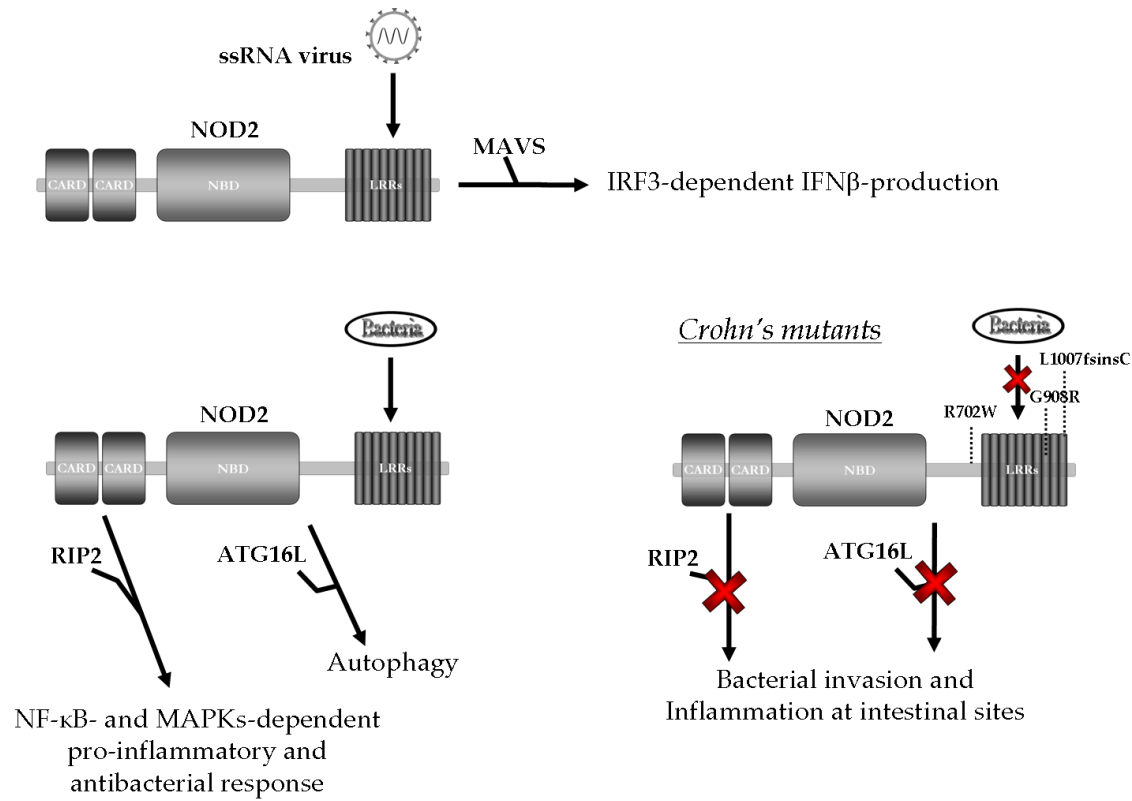 ssRNA virus
NOD2
MAVS
CARD CARD NBD LRRs
IRF3-dependent IFNβ-production
Bacteria
NOD2
CARD CARD NBD LRRs
RIP2
ATG16L
Autophagy
NF-κB- and MAPKs-dependent
pro-inflammatory and
antibacterial response
Crohn's mutants
Bacteria
L1007fsinsC
G908R
R702W
NOD2
CARD CARD NBD LRRs
RIP2
ATG16L
Bacterial invasion and
Inflammation at intestinal sites